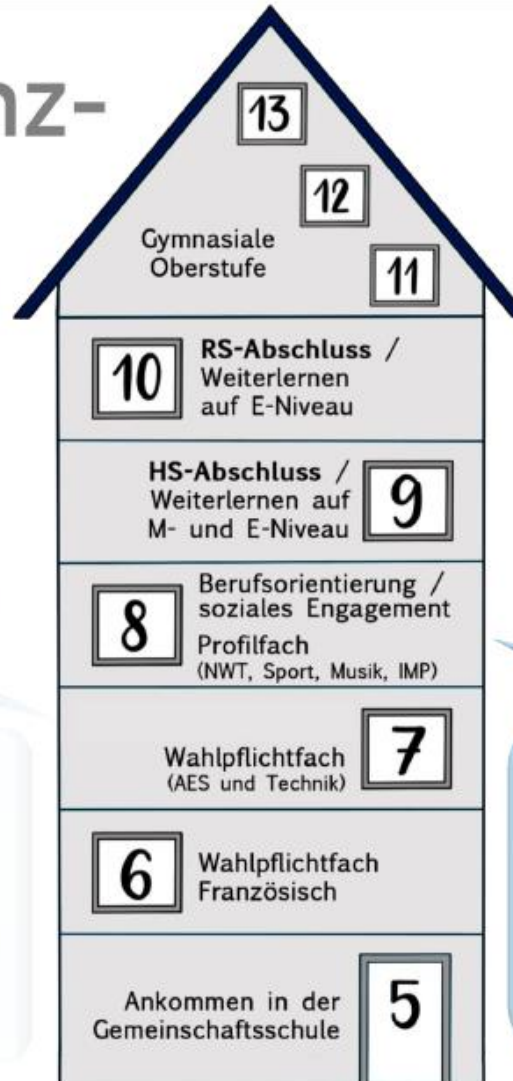 nz-
13
12
Gymnasiale
Oberstufe
11
10
RS-Abschluss /
Weiterlernen
auf E-Niveau
HS-Abschluss /
Weiterlernen auf
M- und E-Niveau
9
8
Berufsorientierung /
soziales Engagement
Profilfach
(NWT, Sport, Musik, IMP)
7
Wahlpflichtfach
(AES und Technik)
6
Wahlpflichtfach
Französisch
Ankommen in der
Gemeinschaftsschule
5